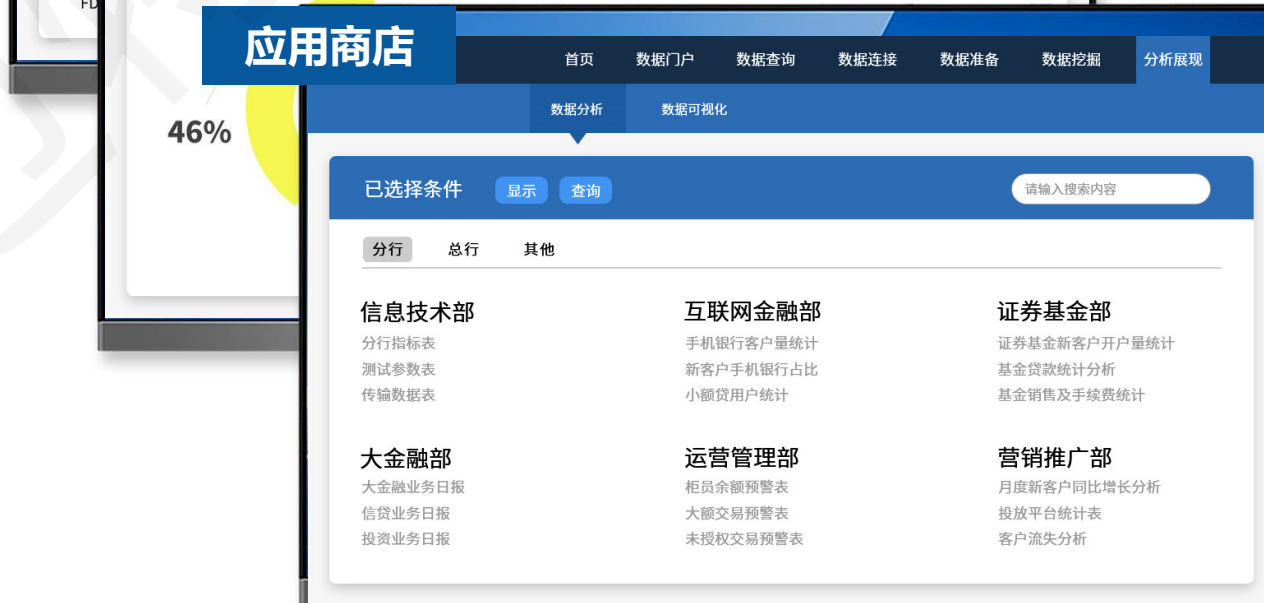 FD
应用商店
首页 数据门户 数据查询 数据连接 数据准备 数据挖掘 分析展现
数据分析 数据可视化
46%
已选择条件 显示 查询 请输入搜索内容
分行 总行 其他
信息技术部 互联网金融部 证券基金部
分行指标表 手机银行客户量统计 证券基金新客户开户量统计
测试参数表 新客户手机银行占比 基金贷款统计分析
传输数据表 小额贷用户统计 基金销售及手续费统计
大金融部 运营管理部 营销推广部
大金融业务日报 柜员余额预警表 月度新客户同比增长分析
信贷业务日报 大额交易预警表 投放平台统计表
投资业务日报 未授权交易预警表 客户流失分析